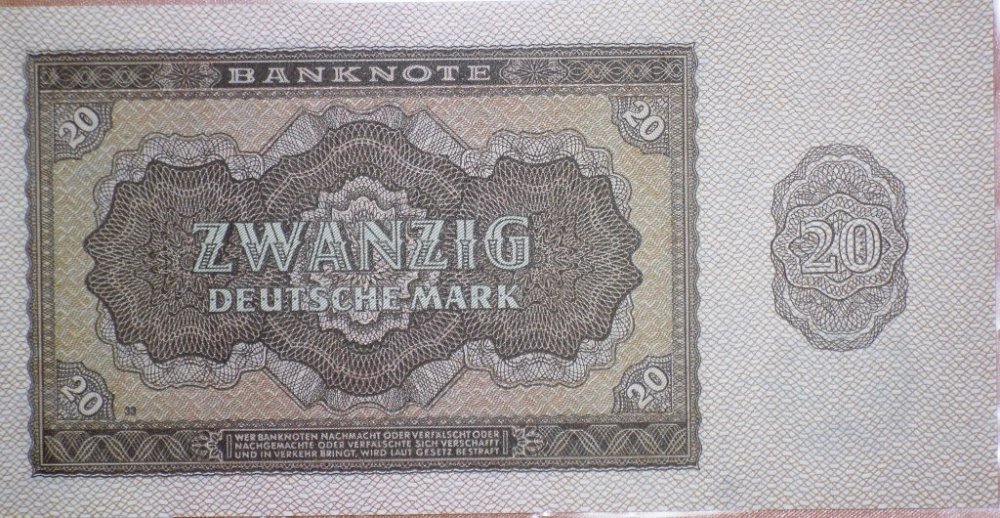 BANKNOTE
20
20
ZWANZIG
20
DEUTSCHE MARK
20
20
33
WER BANKNOTEN NACHMACHT ODER VERFÄLSCHT ODER
NACHGEMACHTE ODER VERFÄLSCHTE SICH VERSCHAFFT
UND IN VERKEHR BRINGT, WIRD LAUT GESETZ BESTRAFT